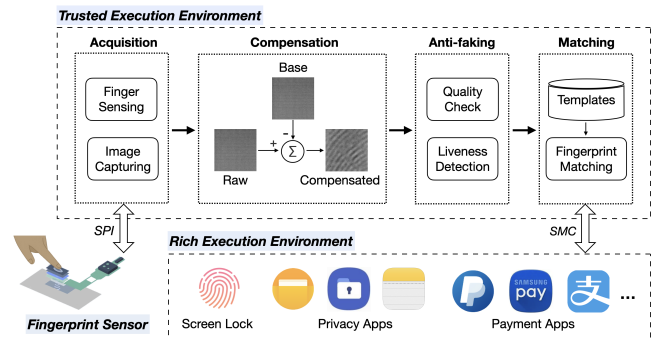 Trusted Execution Environment
Acquisition
Compensation
Anti-faking
Matching
Finger
Sensing
Image
Capturing
Base
Raw
+
−
Σ
Compensated
Quality
Check
Liveness
Detection
Templates
Fingerprint
Matching
SPI
SMC
Rich Execution Environment
Fingerprint Sensor
Screen Lock
Privacy Apps
SAMSUNG
pay
支
Payment Apps
...